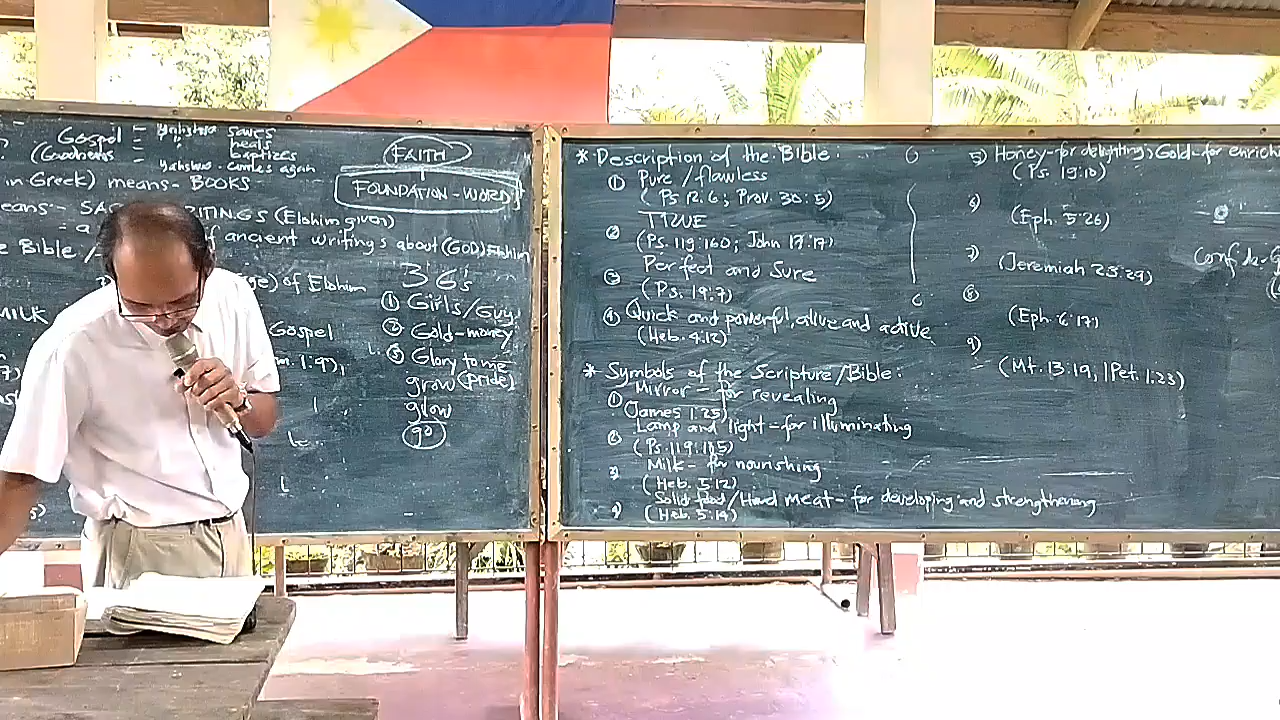 Gospel - Yahshua saves
" heals
(Goodnews = baptizes
Yahshua - comes again
in Greek) means - BOOKS
(Elohim given)
= a of ancient writings about (GOD) Elohim
e Bible /
of Elohim
MILK
Gospel
FAITH
FOUNDATION - WORD
3 G's
① Girls/Guy
② Gold - money
③ Glory to me
grow (pride)
glow
go
* Description of the Bible:
① Pure / flawless
(Ps 12:6; Prov. 30:5)
② TRUE
(Ps. 119:160; John 17:17)
③ Perfect and Sure
(Ps. 19:7)
④ Quick and powerful, alive and active
(Heb. 4:12)
* Symbols of the Scripture/Bible:
① Mirror - for revealing
(James 1:25)
② Lamp and light - for illuminating
(Ps. 119:105)
3) Milk - for nourishing
(Heb. 5:12)
4) Solid food/Hard meat - for developing and strengthening
(Heb. 5:14)
5) Honey - for delighting; Gold - for enrich
(Ps. 19:10)
6)
(Eph. 5:26)
7)
(Jeremiah 23:29)
8)
(Eph. 6:17)
9)
(Mt. 13:19, 1Pet. 1:23)